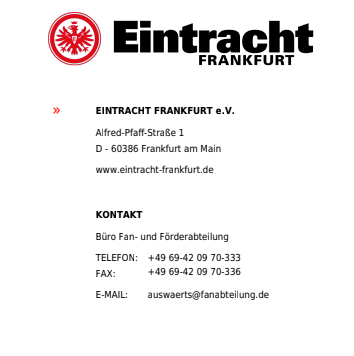 Eintracht
FRANKFURT
» EINTRACHT FRANKFURT e.V.
Alfred-Pfaff-Straße 1
D - 60386 Frankfurt am Main
www.eintracht-frankfurt.de
KONTAKT
Büro Fan- und Förderabteilung
TELEFON: +49 69-42 09 70-333
FAX: +49 69-42 09 70-336
E-MAIL: auswaerts@fanabteilung.de